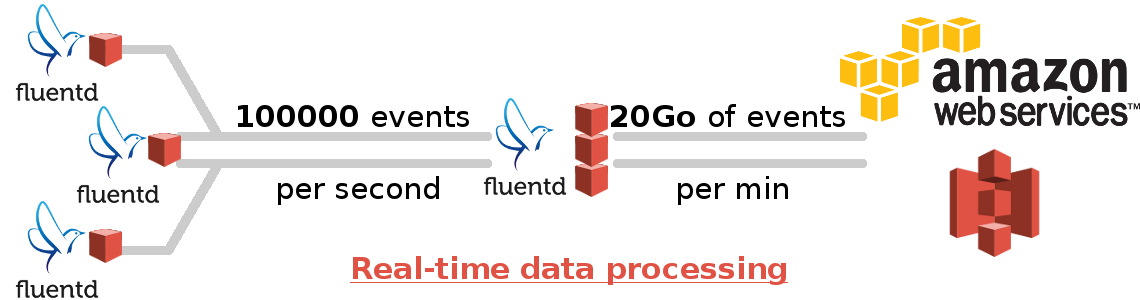 fluentd
100000 events
per second
fluentd
fluentd
fluentd
20Go of events
per min
amazon
web services™
Real-time data processing